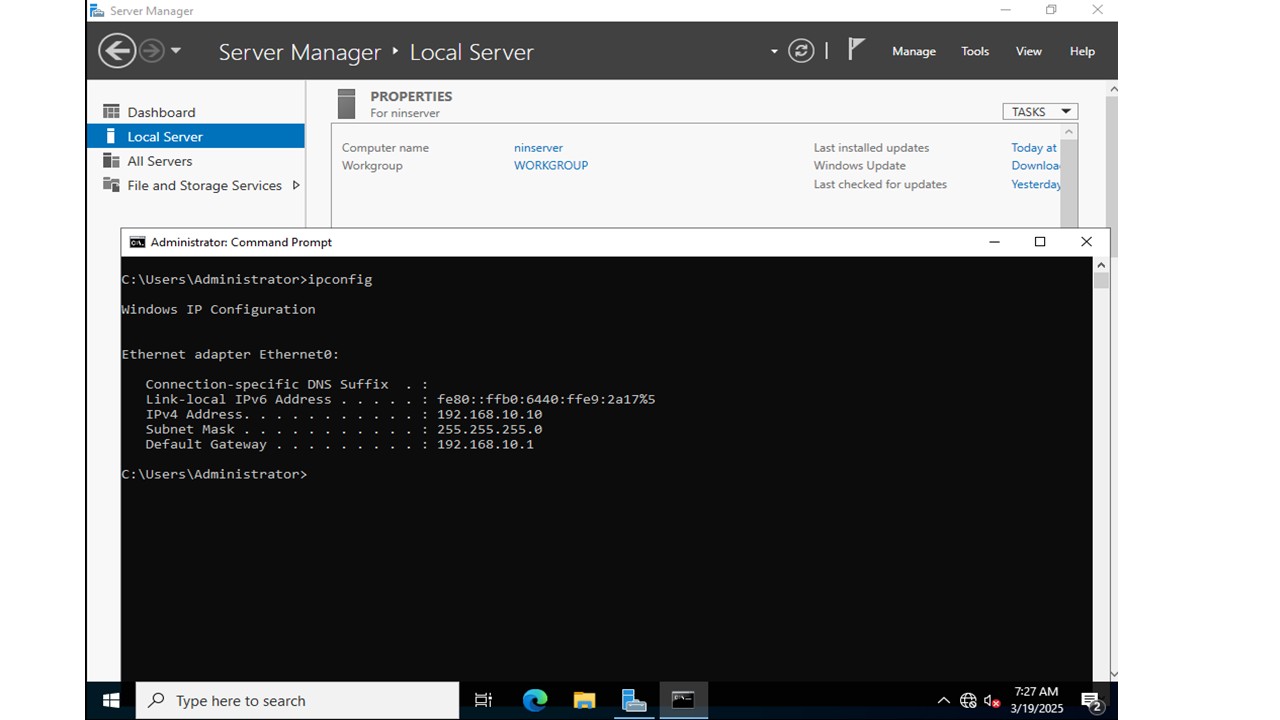 Server Manager
Server Manager ‣ Local Server
Manage Tools View Help
Dashboard
Local Server
All Servers
File and Storage Services
PROPERTIES
For ninserver
TASKS
Computer name ninserver Last installed updates Today at
Workgroup WORKGROUP Windows Update Downloa
Last checked for updates Yesterday
Administrator: Command Prompt
C:\Users\Administrator>ipconfig
Windows IP Configuration
Ethernet adapter Ethernet0:
Connection-specific DNS Suffix . :
Link-local IPv6 Address . . . . . : fe80::ffb0:6440:ffe9:2a17%5
IPv4 Address. . . . . . . . . . . : 192.168.10.10
Subnet Mask . . . . . . . . . . . : 255.255.255.0
Default Gateway . . . . . . . . . : 192.168.10.1
C:\Users\Administrator>
Type here to search
7:27 AM
3/19/2025
2